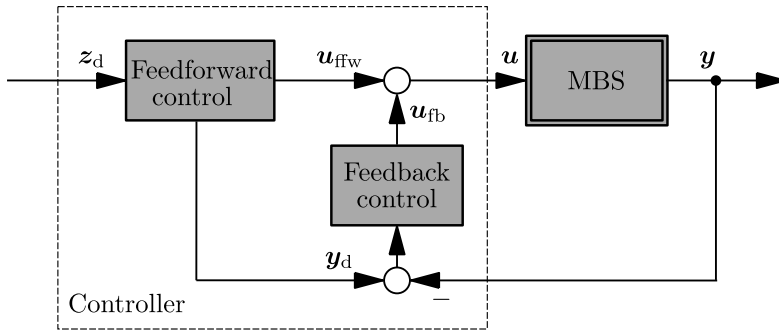 z_d
Feedforward
control
u_ffw
u
MBS
y
u_fb
Feedback
control
y_d
−
Controller